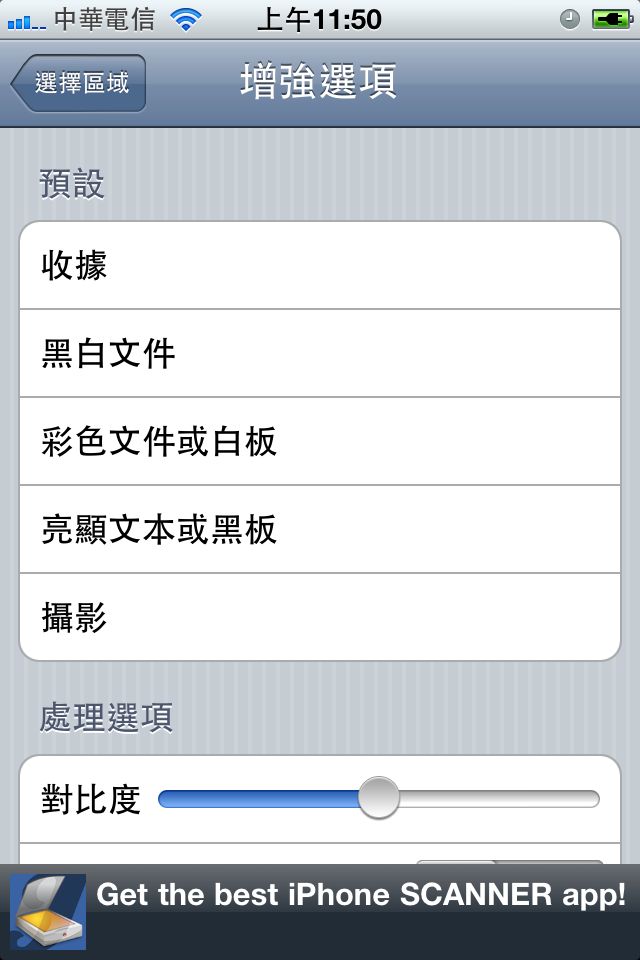 中華電信 上午11:50
選擇區域 增強選項
預設
收據
黑白文件
彩色文件或白板
亮顯文本或黑板
攝影
處理選項
對比度
Get the best iPhone SCANNER app!